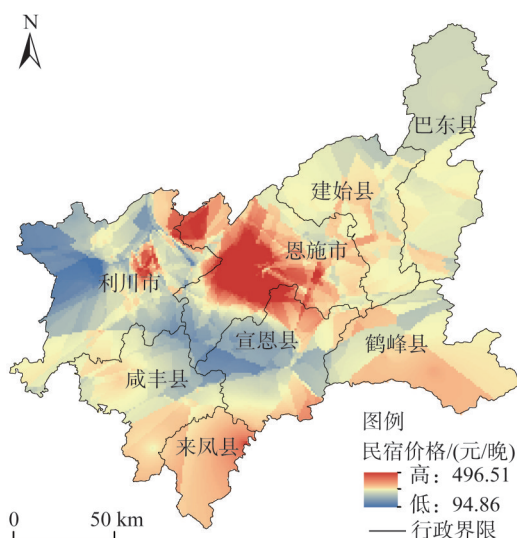 N
巴东县
建始县
恩施市
利川市
宣恩县
鹤峰县
咸丰县
来凤县
图例
民宿价格/(元/晚)
高：496.51
低：94.86
行政界限
0 50 km